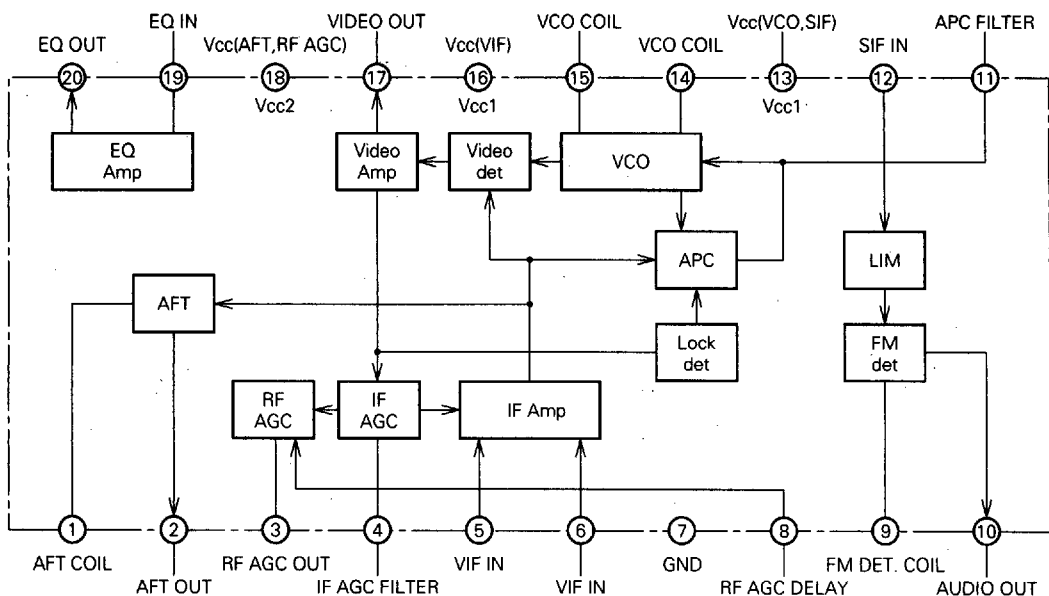 EQ IN
VIDEO OUT
VCO COIL
Vcc(VCO,SIF)
APC FILTER
EQ OUT
Vcc(AFT,RF AGC)
Vcc(VIF)
VCO COIL
SIF IN
20
19
18
17
16
15
14
13
12
11
Vcc2
Vcc1
Vcc1
EQ
Amp
Video
Amp
Video
det
VCO
APC
LIM
AFT
Lock
det
FM
det
RF
AGC
IF
AGC
IF Amp
1
2
3
4
5
6
7
8
9
10
AFT COIL
RF AGC OUT
VIF IN
GND
FM DET. COIL
AFT OUT
IF AGC FILTER
VIF IN
RF AGC DELAY
AUDIO OUT